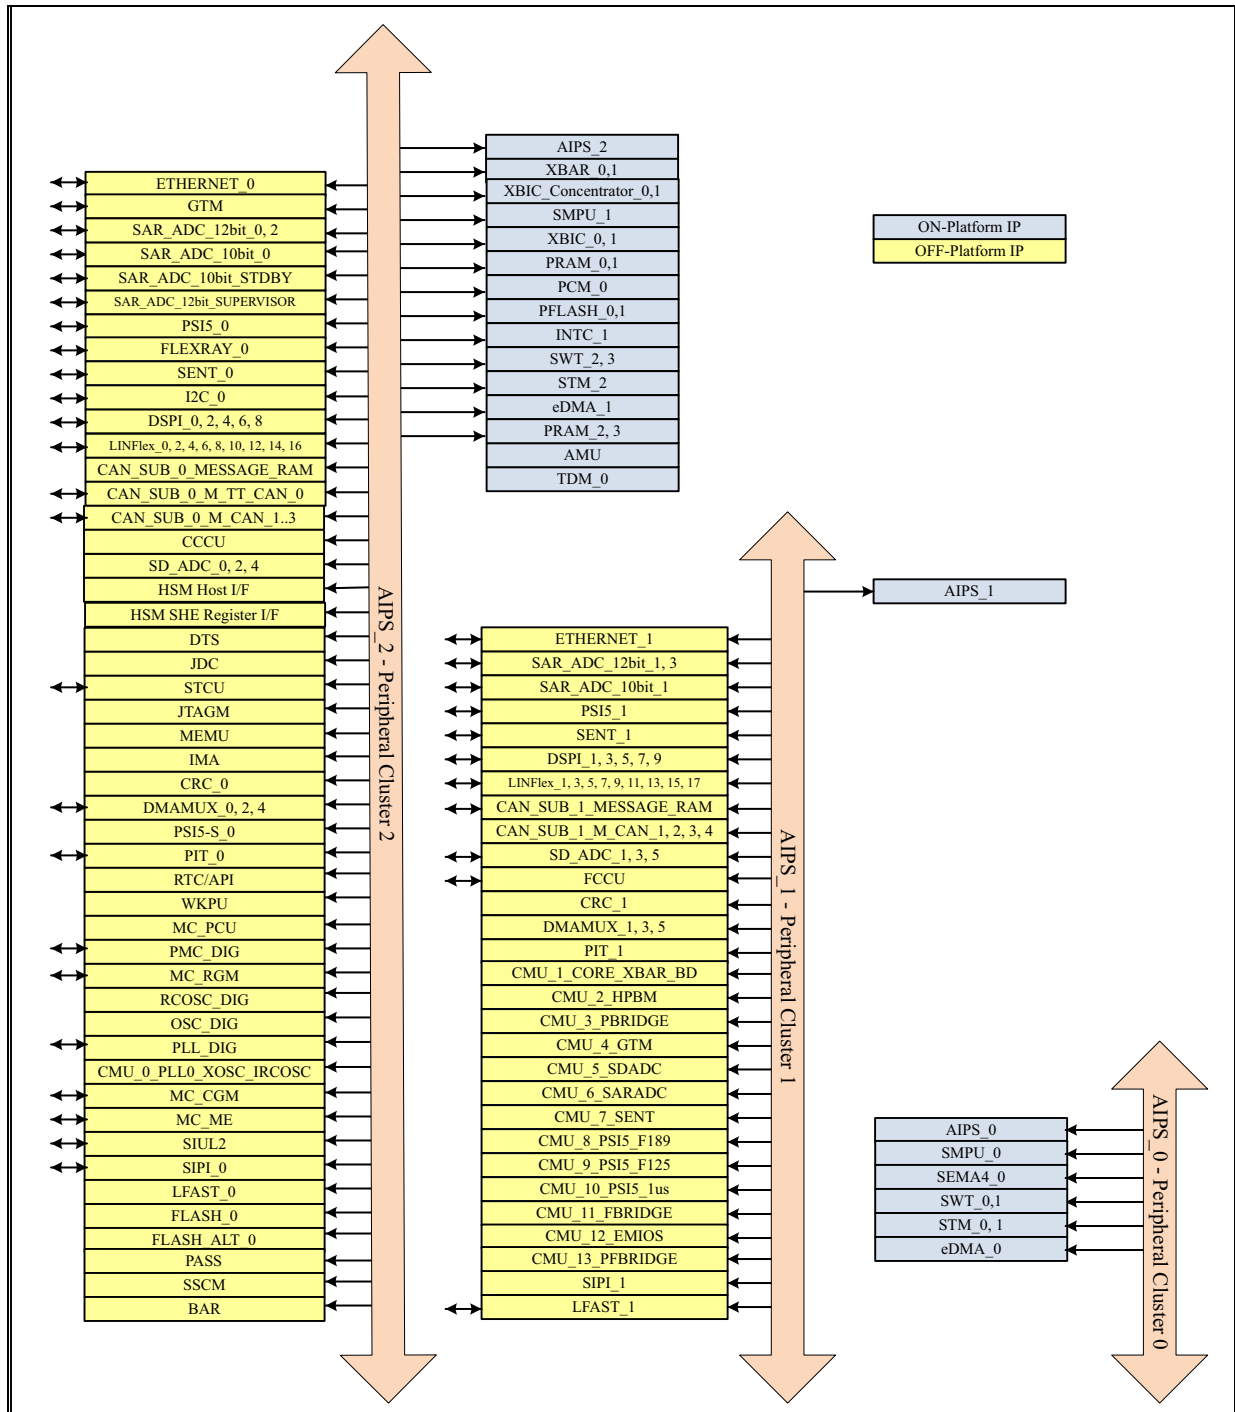 AIPS_2
XBAR_0,1
XBIC_Concentrator_0,1
SMPU_1
XBIC_0, 1
PRAM_0,1
PCM_0
PFLASH_0,1
INTC_1
SWT_2, 3
STM_2
eDMA_1
PRAM_2, 3
AMU
TDM_0
ETHERNET_0
GTM
SAR_ADC_12bit_0, 2
SAR_ADC_10bit_0
SAR_ADC_10bit_STDBY
SAR_ADC_12bit_SUPERVISOR
PSI5_0
FLEXRAY_0
SENT_0
I2C_0
DSPI_0, 2, 4, 6, 8
LINFlex_0, 2, 4, 6, 8, 10, 12, 14, 16
CAN_SUB_0_MESSAGE_RAM
CAN_SUB_0_M_TT_CAN_0
CAN_SUB_0_M_CAN_1..3
CCCU
SD_ADC_0, 2, 4
HSM Host I/F
HSM SHE Register I/F
DTS
JDC
STCU
JTAGM
MEMU
IMA
CRC_0
DMAMUX_0, 2, 4
PSI5-S_0
PIT_0
RTC/API
WKPU
MC_PCU
PMC_DIG
MC_RGM
RCOSC_DIG
OSC_DIG
PLL_DIG
CMU_0_PLL0_XOSC_IRCOSC
MC_CGM
MC_ME
SIUL2
SIPI_0
LFAST_0
FLASH_0
FLASH_ALT_0
PASS
SSCM
BAR
AIPS_2 - Peripheral Cluster 2
ON-Platform IP
OFF-Platform IP
AIPS_1
ETHERNET_1
SAR_ADC_12bit_1, 3
SAR_ADC_10bit_1
PSI5_1
SENT_1
DSPI_1, 3, 5, 7, 9
LINFlex_1, 3, 5, 7, 9, 11, 13, 15, 17
CAN_SUB_1_MESSAGE_RAM
CAN_SUB_1_M_CAN_1, 2, 3, 4
SD_ADC_1, 3, 5
FCCU
CRC_1
DMAMUX_1, 3, 5
PIT_1
CMU_1_CORE_XBAR_BD
CMU_2_HPBM
CMU_3_PBRIDGE
CMU_4_GTM
CMU_5_SDADC
CMU_6_SARADC
CMU_7_SENT
CMU_8_PSI5_F189
CMU_9_PSI5_F125
CMU_10_PSI5_1us
CMU_11_FBRIDGE
CMU_12_EMIOS
CMU_13_PFBRIDGE
SIPI_1
LFAST_1
AIPS_1 - Peripheral Cluster 1
AIPS_0
SMPU_0
SEMA4_0
SWT_0,1
STM_0, 1
eDMA_0
AIPS_0 - Peripheral Cluster 0